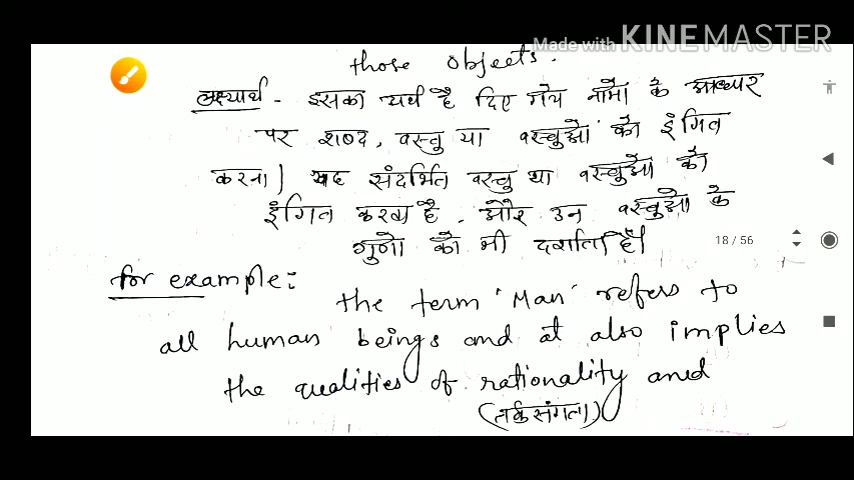 Made with KINEMASTER
those objects.
लक्ष्यार्थ - इसका अर्थ है दिए गये नामों के आधार
पर शब्द, वस्तु या वस्तुओं को इंगित
करना। यह संदर्भित वस्तु या वस्तुओं को
इंगित करता है. और उन वस्तुओं के
गुणों को भी दर्शाता है।
18 / 56
for example:
the term 'Man' refers to
all human beings and at also implies
the qualities of rationality and
(तर्कसंगता)